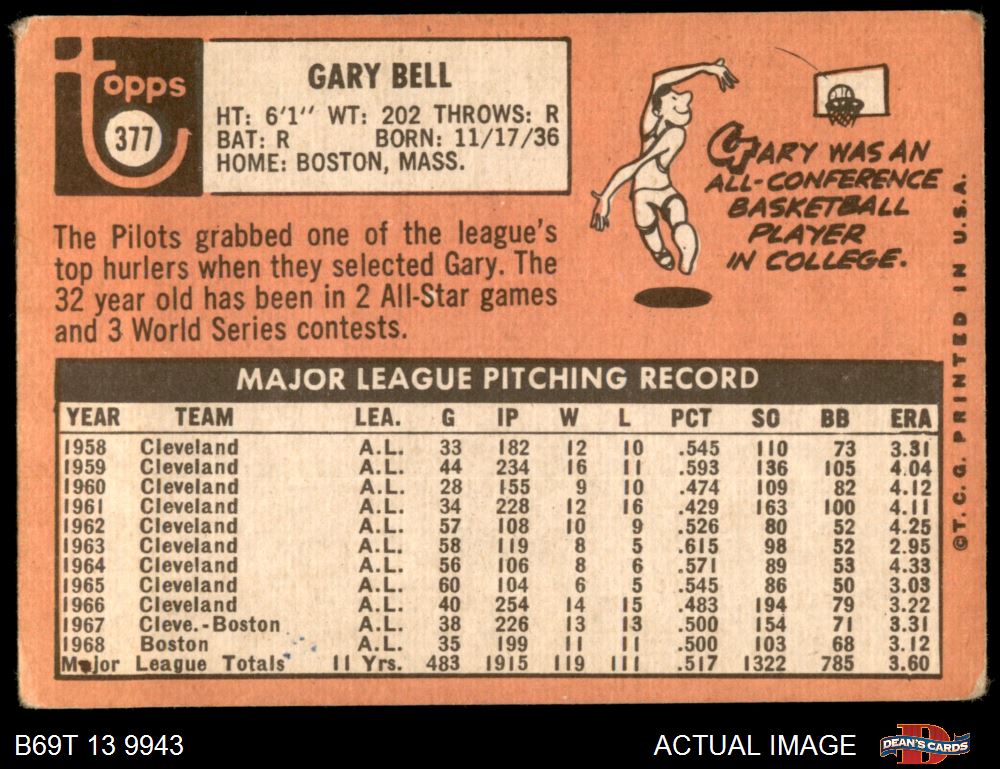 topps
377
GARY BELL
HT: 6'1" WT: 202 THROWS: R
BAT: R BORN: 11/17/36
HOME: BOSTON, MASS.
The Pilots grabbed one of the league's
top hurlers when they selected Gary. The
32 year old has been in 2 All-Star games
and 3 World Series contests.
GARY WAS AN
ALL-CONFERENCE
BASKETBALL
PLAYER
IN COLLEGE.
MAJOR LEAGUE PITCHING RECORD
YEAR TEAM LEA. G IP W L PCT SO BB ERA
1958 Cleveland A.L. 33 182 12 10 .545 110 73 3.31
1959 Cleveland A.L. 44 234 16 11 .593 136 105 4.04
1960 Cleveland A.L. 28 155 9 10 .474 109 82 4.12
1961 Cleveland A.L. 34 228 12 16 .429 163 100 4.11
1962 Cleveland A.L. 57 108 10 9 .526 80 52 4.25
1963 Cleveland A.L. 58 119 8 5 .615 98 52 2.95
1964 Cleveland A.L. 56 106 8 6 .571 89 53 4.33
1965 Cleveland A.L. 60 104 6 5 .545 86 50 3.03
1966 Cleveland A.L. 40 254 14 15 .483 194 79 3.22
1967 Cleve.-Boston A.L. 38 226 13 13 .500 154 71 3.31
1968 Boston A.L. 35 199 11 11 .500 103 68 3.12
Major League Totals 11 Yrs. 483 1915 119 111 .517 1322 785 3.60
©T.C.G. PRINTED IN U.S.A.
B69T 13 9943
ACTUAL IMAGE
DEAN'S CARDS